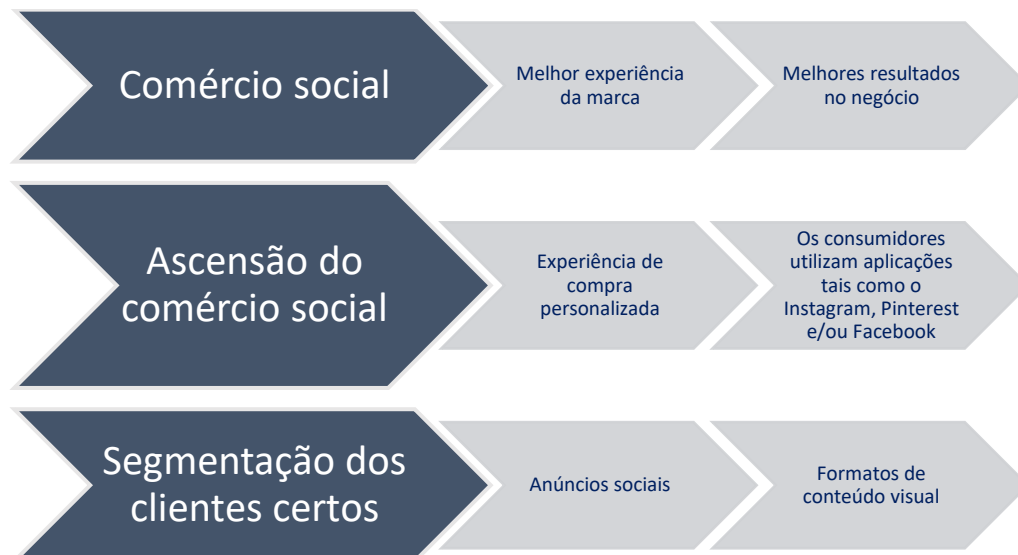 Comércio social
Melhor experiência
da marca
Melhores resultados
no negócio
Ascensão do
comércio social
Experiência de
compra
personalizada
Os consumidores
utilizam aplicações
tais como o
Instagram, Pinterest
e/ou Facebook
Segmentação dos
clientes certos
Anúncios sociais
Formatos de
conteúdo visual